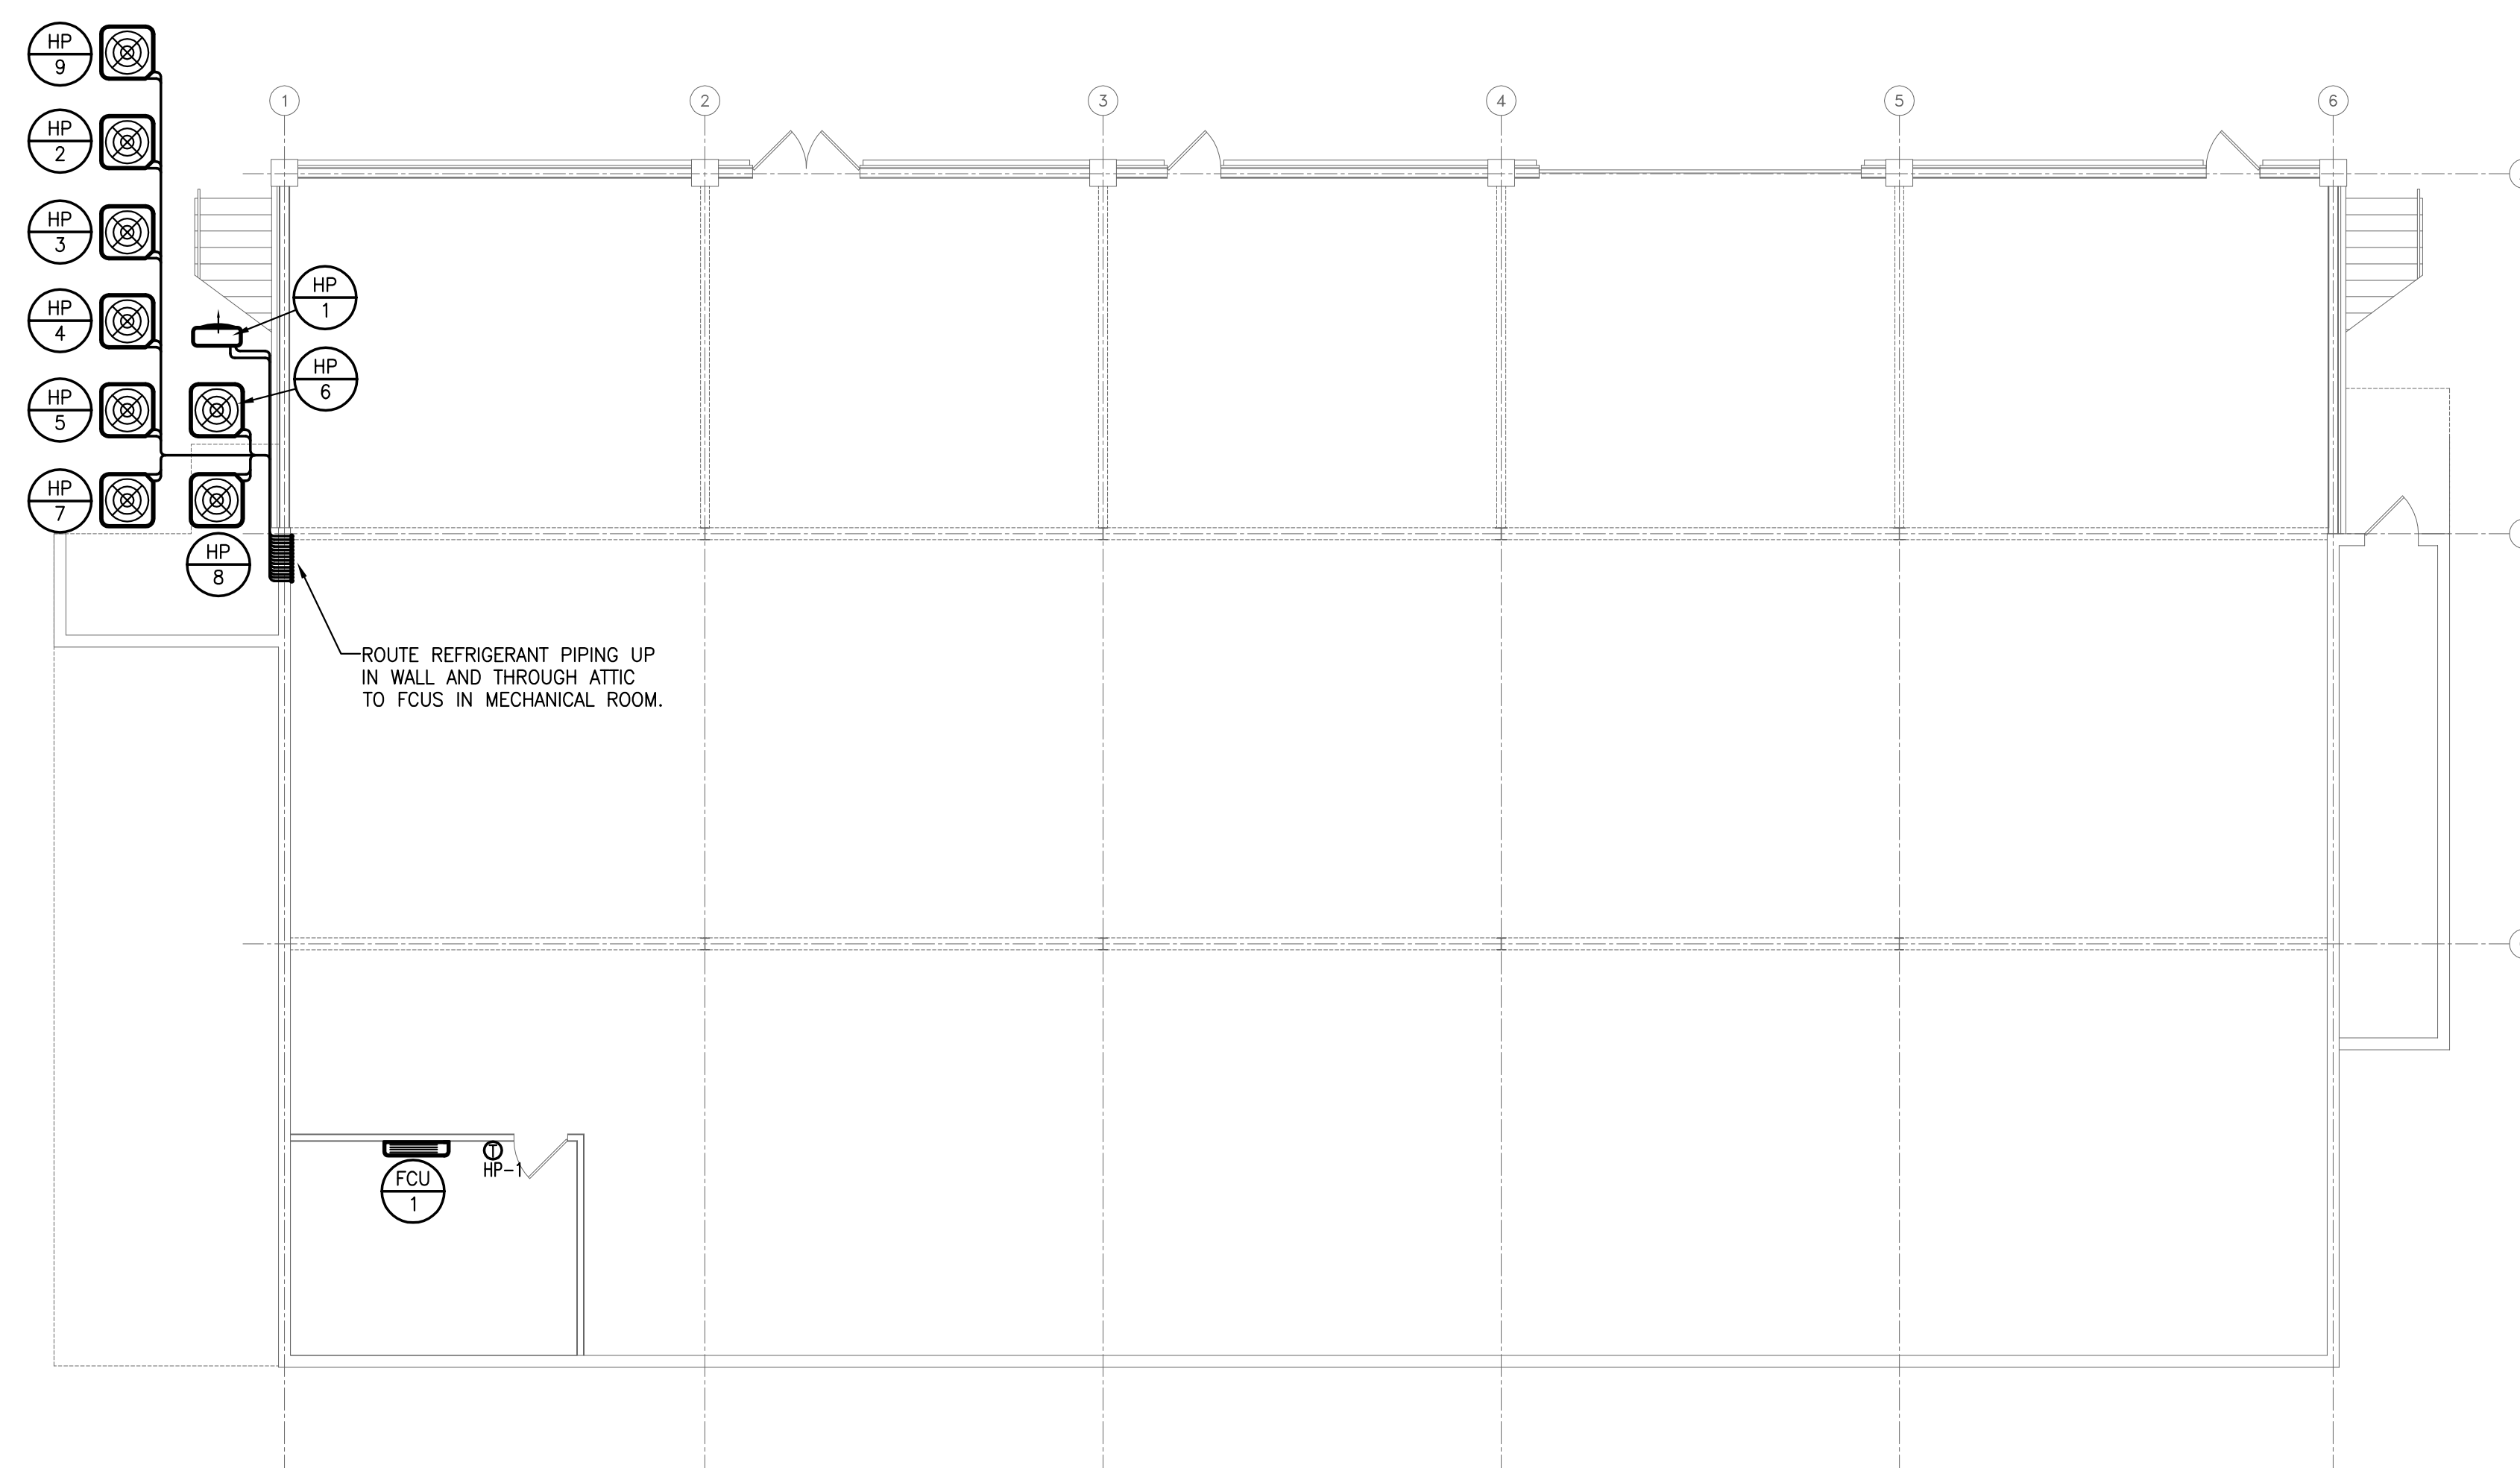 HP
9
HP
2
HP
3
HP
4
HP
5
HP
7
HP
1
HP
6
HP
8
1
2
3
4
5
6
ROUTE REFRIGERANT PIPING UP
IN WALL AND THROUGH ATTIC
TO FCUS IN MECHANICAL ROOM.
T
HP-1
FCU
1